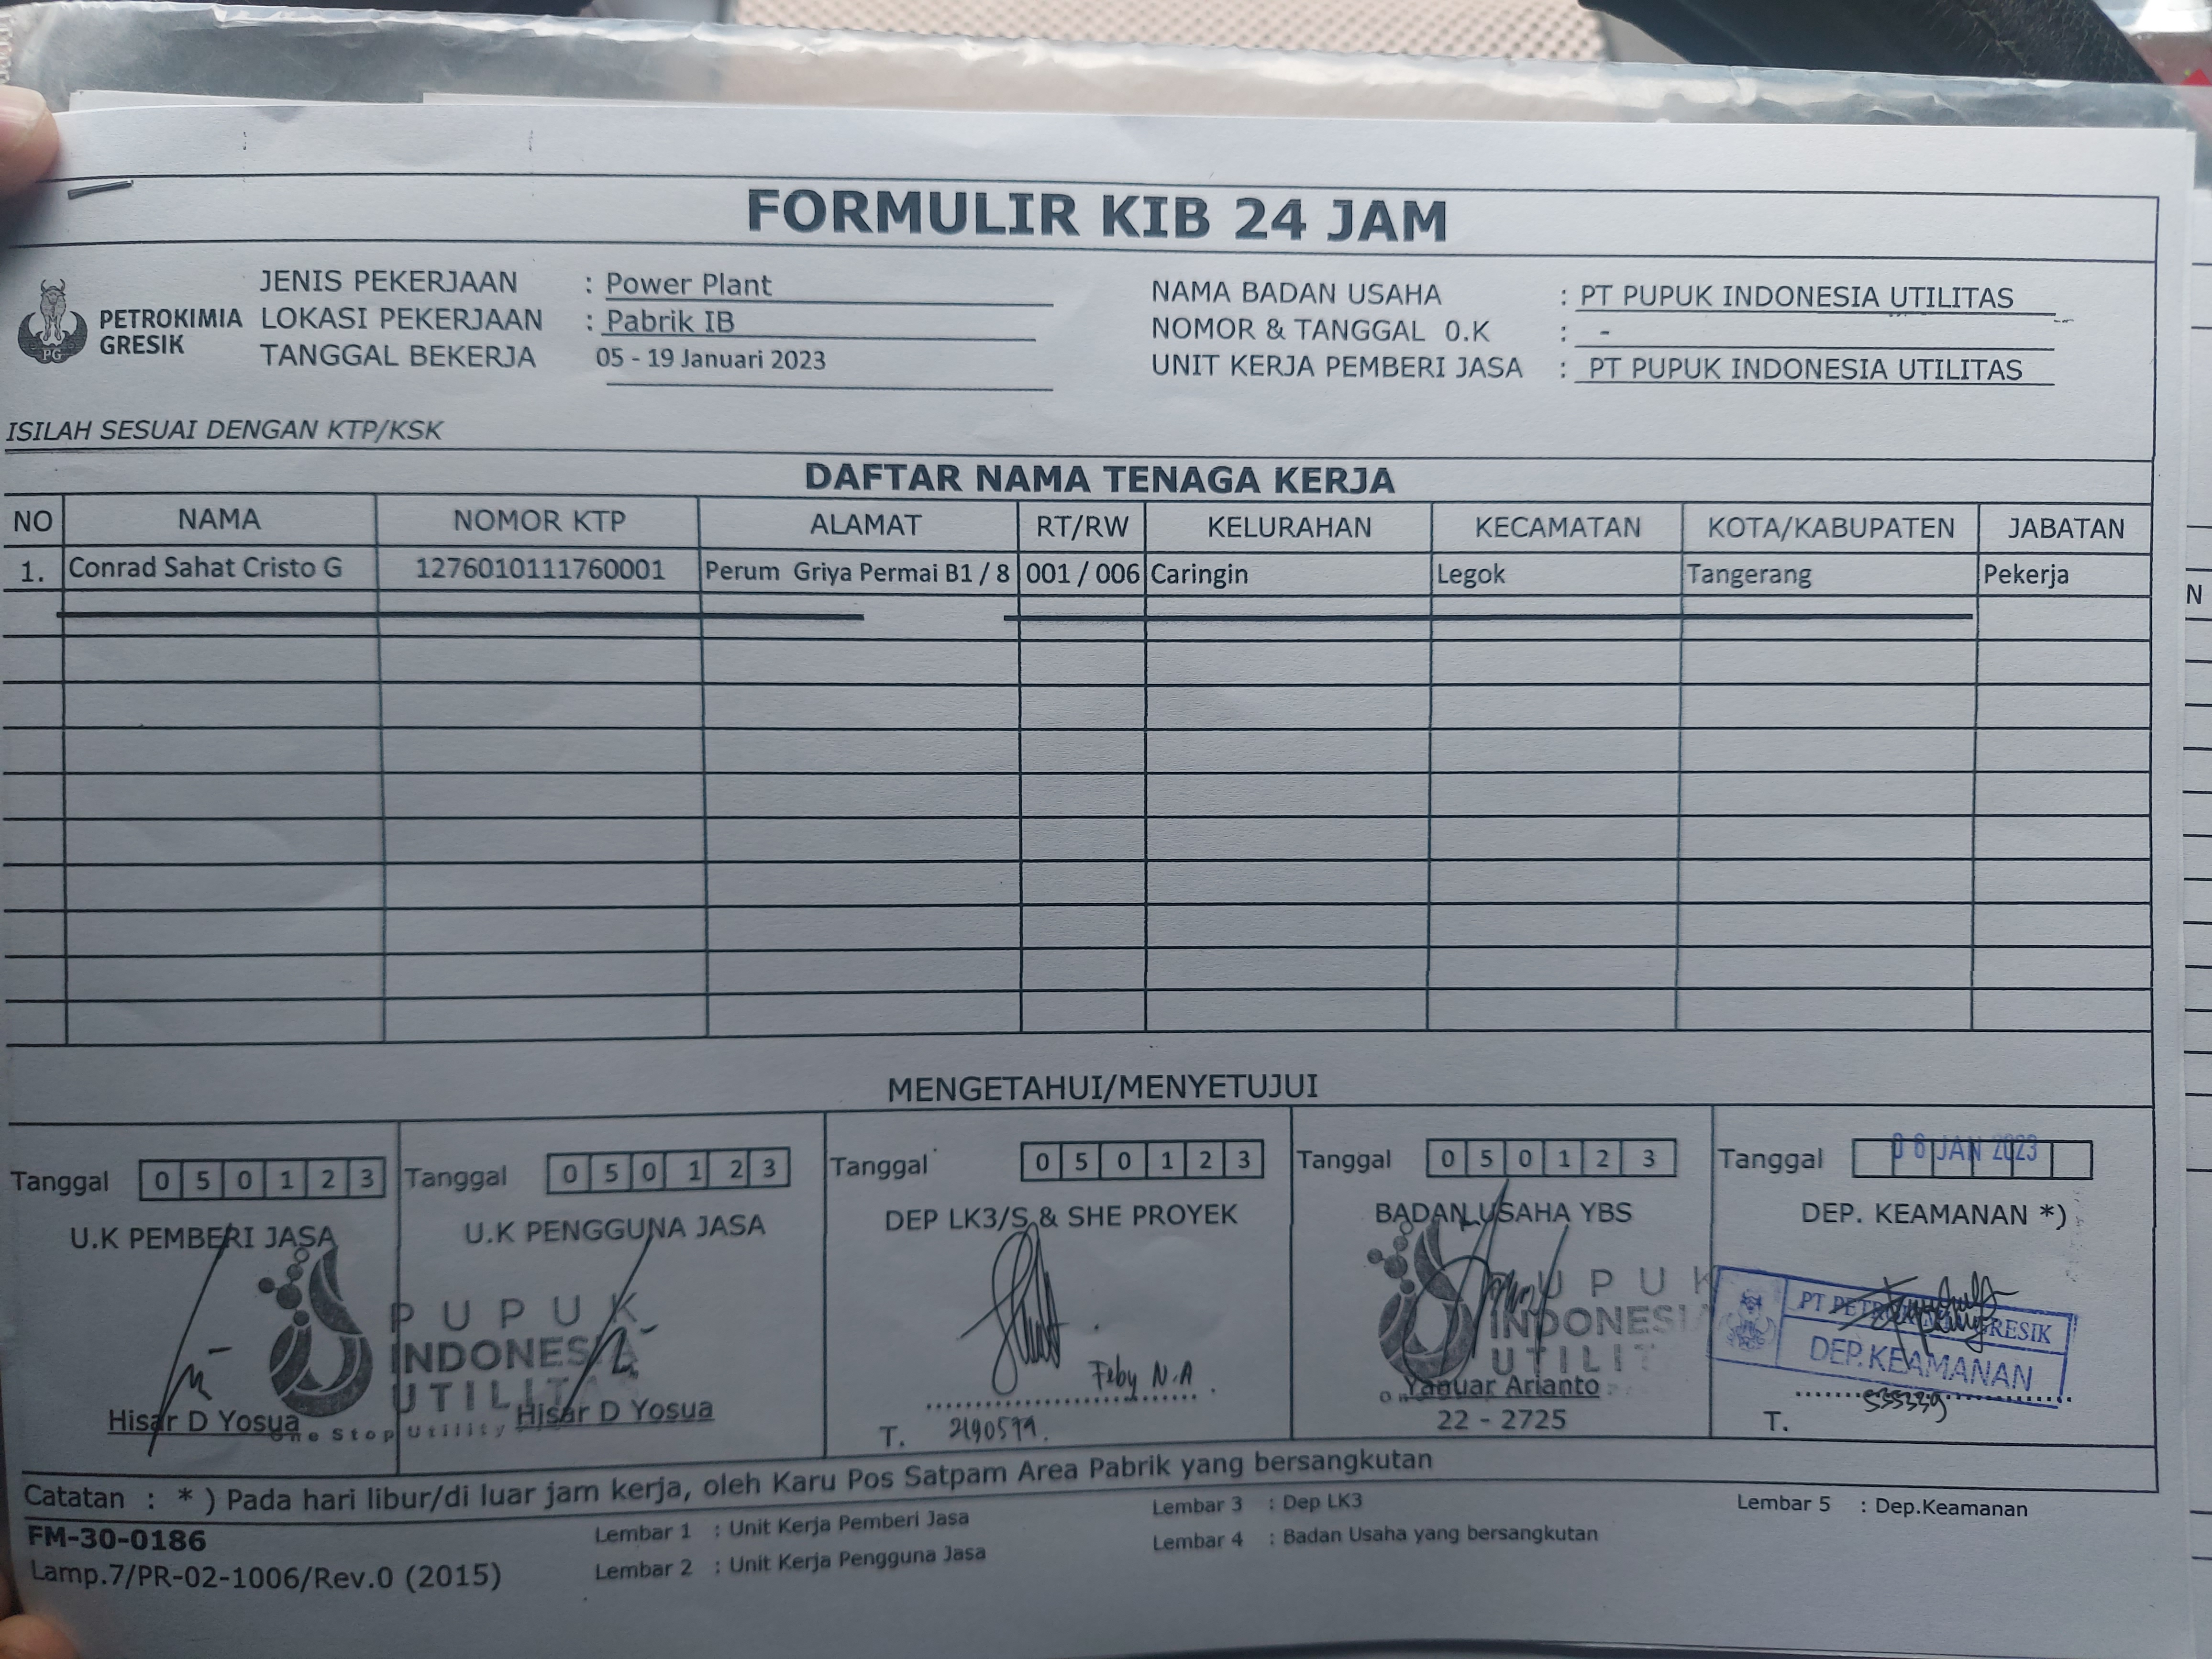 FORMULIR KIB 24 JAM
PETROKIMIA
GRESIK
PG
JENIS PEKERJAAN : Power Plant
LOKASI PEKERJAAN : Pabrik IB
TANGGAL BEKERJA 05 - 19 Januari 2023
NAMA BADAN USAHA : PT PUPUK INDONESIA UTILITAS
NOMOR & TANGGAL O.K : -
UNIT KERJA PEMBERI JASA : PT PUPUK INDONESIA UTILITAS
ISILAH SESUAI DENGAN KTP/KSK
DAFTAR NAMA TENAGA KERJA
NO NAMA NOMOR KTP ALAMAT RT/RW KELURAHAN KECAMATAN KOTA/KABUPATEN JABATAN
1. Conrad Sahat Cristo G 1276010111760001 Perum Griya Permai B1 / 8 001 / 006 Caringin Legok Tangerang Pekerja
N
MENGETAHUI/MENYETUJUI
Tanggal 0 5 0 1 2 3
U.K PEMBERI JASA
Hisar D Yosua
Tanggal 0 5 0 1 2 3
U.K PENGGUNA JASA
PUPUK
INDONESIA
UTILIT
One Stop Utility
Hisar D Yosua
Tanggal 0 5 0 1 2 3
DEP LK3/S & SHE PROYEK
Feby N.A
T. 2190579.
Tanggal 0 5 0 1 2 3
BADAN USAHA YBS
PUPUK
INDONESIA
UTILIT
Yanuar Arianto
22 - 2725
Tanggal 06 JAN 2023
DEP. KEAMANAN *)
PT PETROKIMIA GRESIK
DEP.KEAMANAN
T.
Catatan : * ) Pada hari libur/di luar jam kerja, oleh Karu Pos Satpam Area Pabrik yang bersangkutan
FM-30-0186
Lamp.7/PR-02-1006/Rev.0 (2015)
Lembar 1 : Unit Kerja Pemberi Jasa
Lembar 2 : Unit Kerja Pengguna Jasa
Lembar 3 : Dep LK3
Lembar 4 : Badan Usaha yang bersangkutan
Lembar 5 : Dep.Keamanan